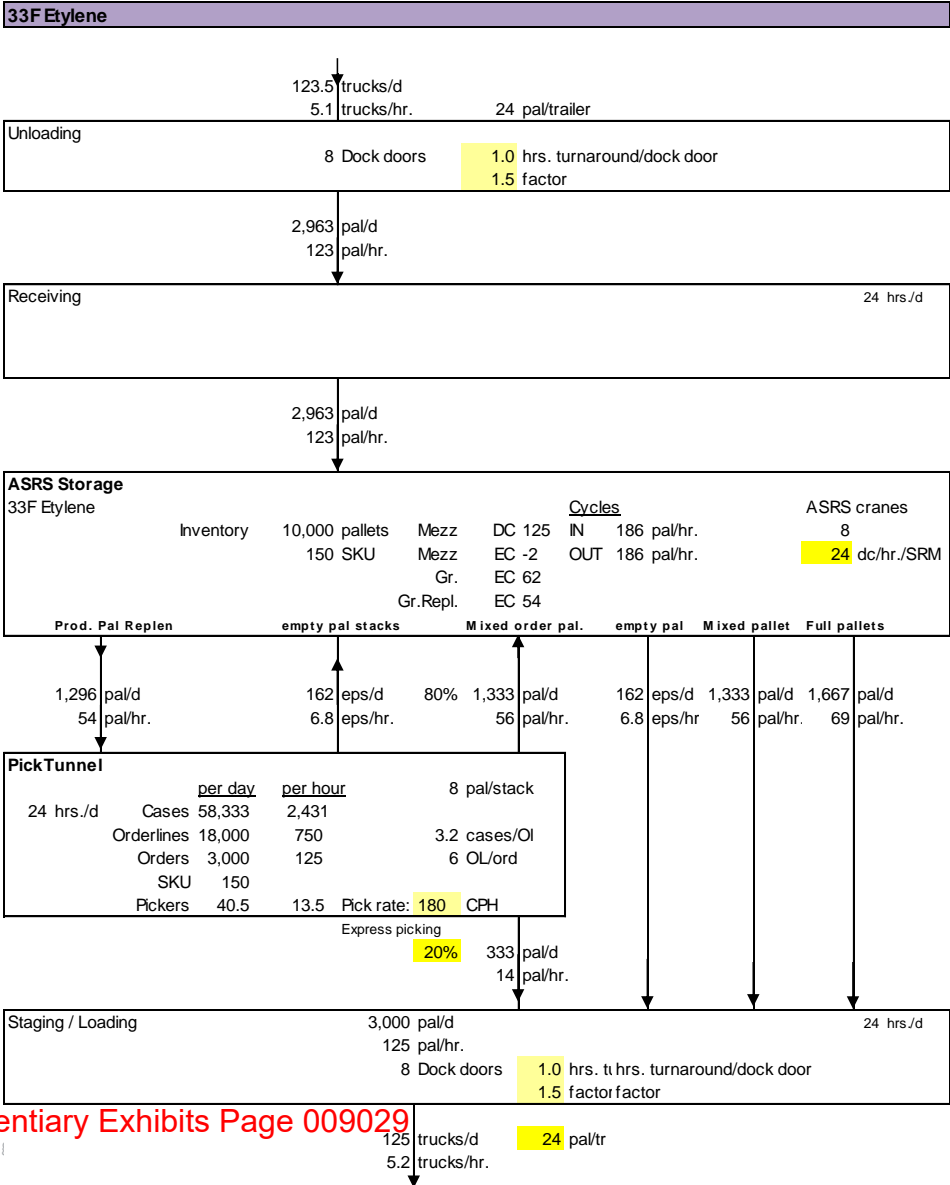 33F Etylene
123.5 trucks/d
5.1 trucks/hr. 24 pal/trailer
Unloading
8 Dock doors 1.0 hrs. turnaround/dock door
1.5 factor
2,963 pal/d
123 pal/hr.
Receiving 24 hrs./d
2,963 pal/d
123 pal/hr.
ASRS Storage
33F Etylene Cycles ASRS cranes
Inventory 10,000 pallets Mezz DC 125 IN 186 pal/hr. 8
150 SKU Mezz EC -2 OUT 186 pal/hr. 24 dc/hr./SRM
Gr. EC 62
Gr.Repl. EC 54
Prod. Pal Replen empty pal stacks Mixed order pal. empty pal Mixed pallet Full pallets
1,296 pal/d 162 eps/d 80% 1,333 pal/d 162 eps/d 1,333 pal/d 1,667 pal/d
54 pal/hr. 6.8 eps/hr. 56 pal/hr. 6.8 eps/hr 56 pal/hr. 69 pal/hr.
PickTunnel
per day per hour 8 pal/stack
24 hrs./d Cases 58,333 2,431
Orderlines 18,000 750 3.2 cases/Ol
Orders 3,000 125 6 OL/ord
SKU 150
Pickers 40.5 13.5 Pick rate: 180 CPH
Express picking
20% 333 pal/d
14 pal/hr.
Staging / Loading 3,000 pal/d 24 hrs./d
125 pal/hr.
8 Dock doors 1.0 hrs. tu hrs. turnaround/dock door
1.5 factor factor
entiary Exhibits Page 009029
125 trucks/d 24 pal/tr
5.2 trucks/hr.